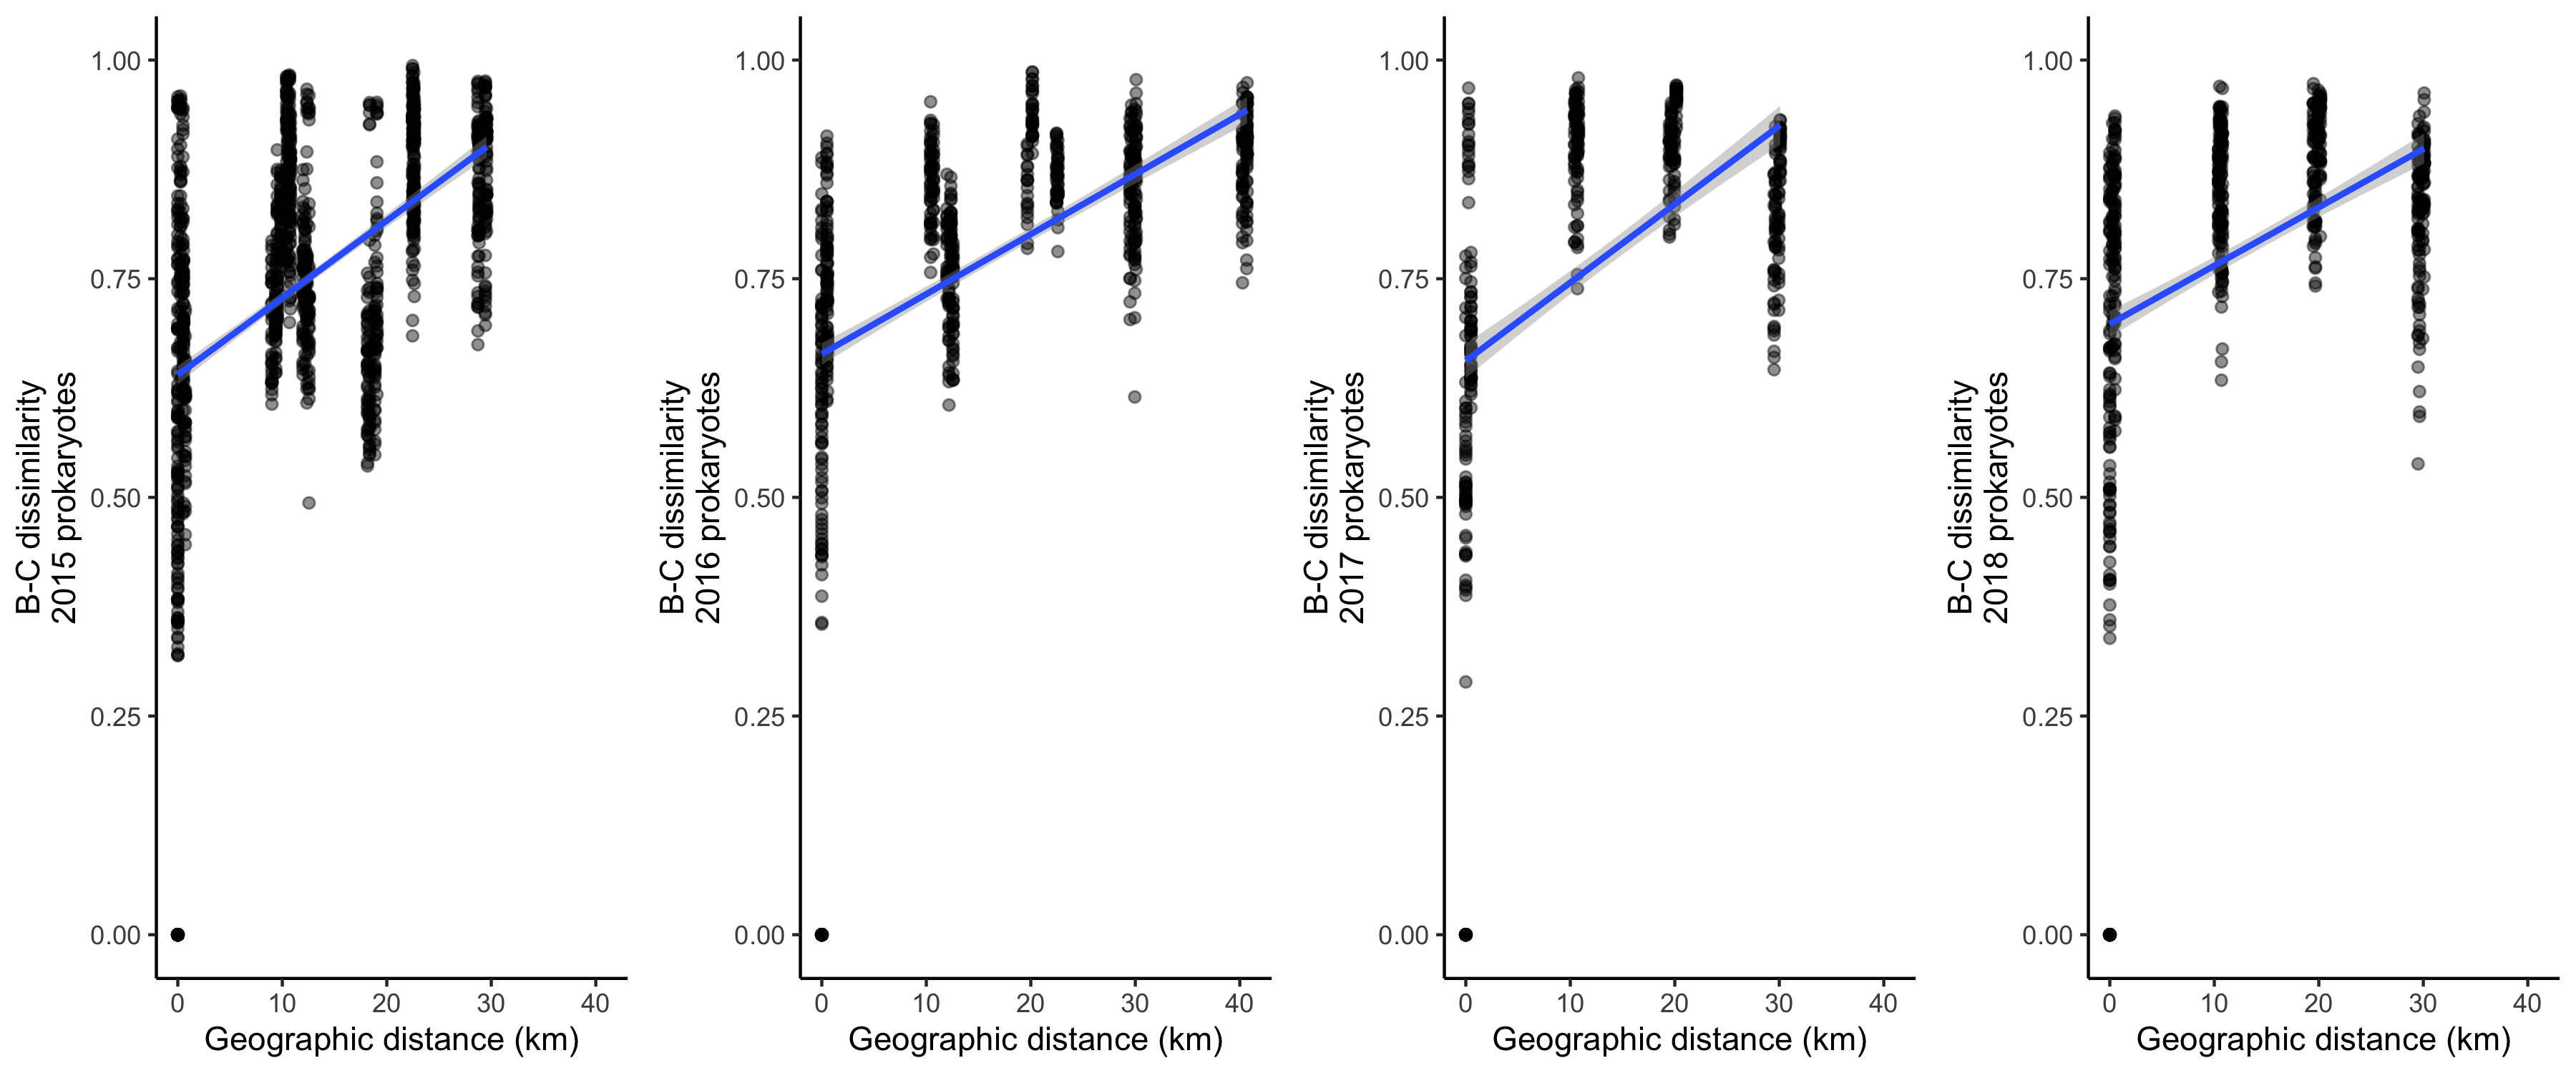 B-C dissimilarity
2015 prokaryotes
1.00
0.75
0.50
0.25
0.00
0 10 20 30 40
Geographic distance (km)
B-C dissimilarity
2016 prokaryotes
1.00
0.75
0.50
0.25
0.00
0 10 20 30 40
Geographic distance (km)
B-C dissimilarity
2017 prokaryotes
1.00
0.75
0.50
0.25
0.00
0 10 20 30 40
Geographic distance (km)
B-C dissimilarity
2018 prokaryotes
1.00
0.75
0.50
0.25
0.00
0 10 20 30 40
Geographic distance (km)